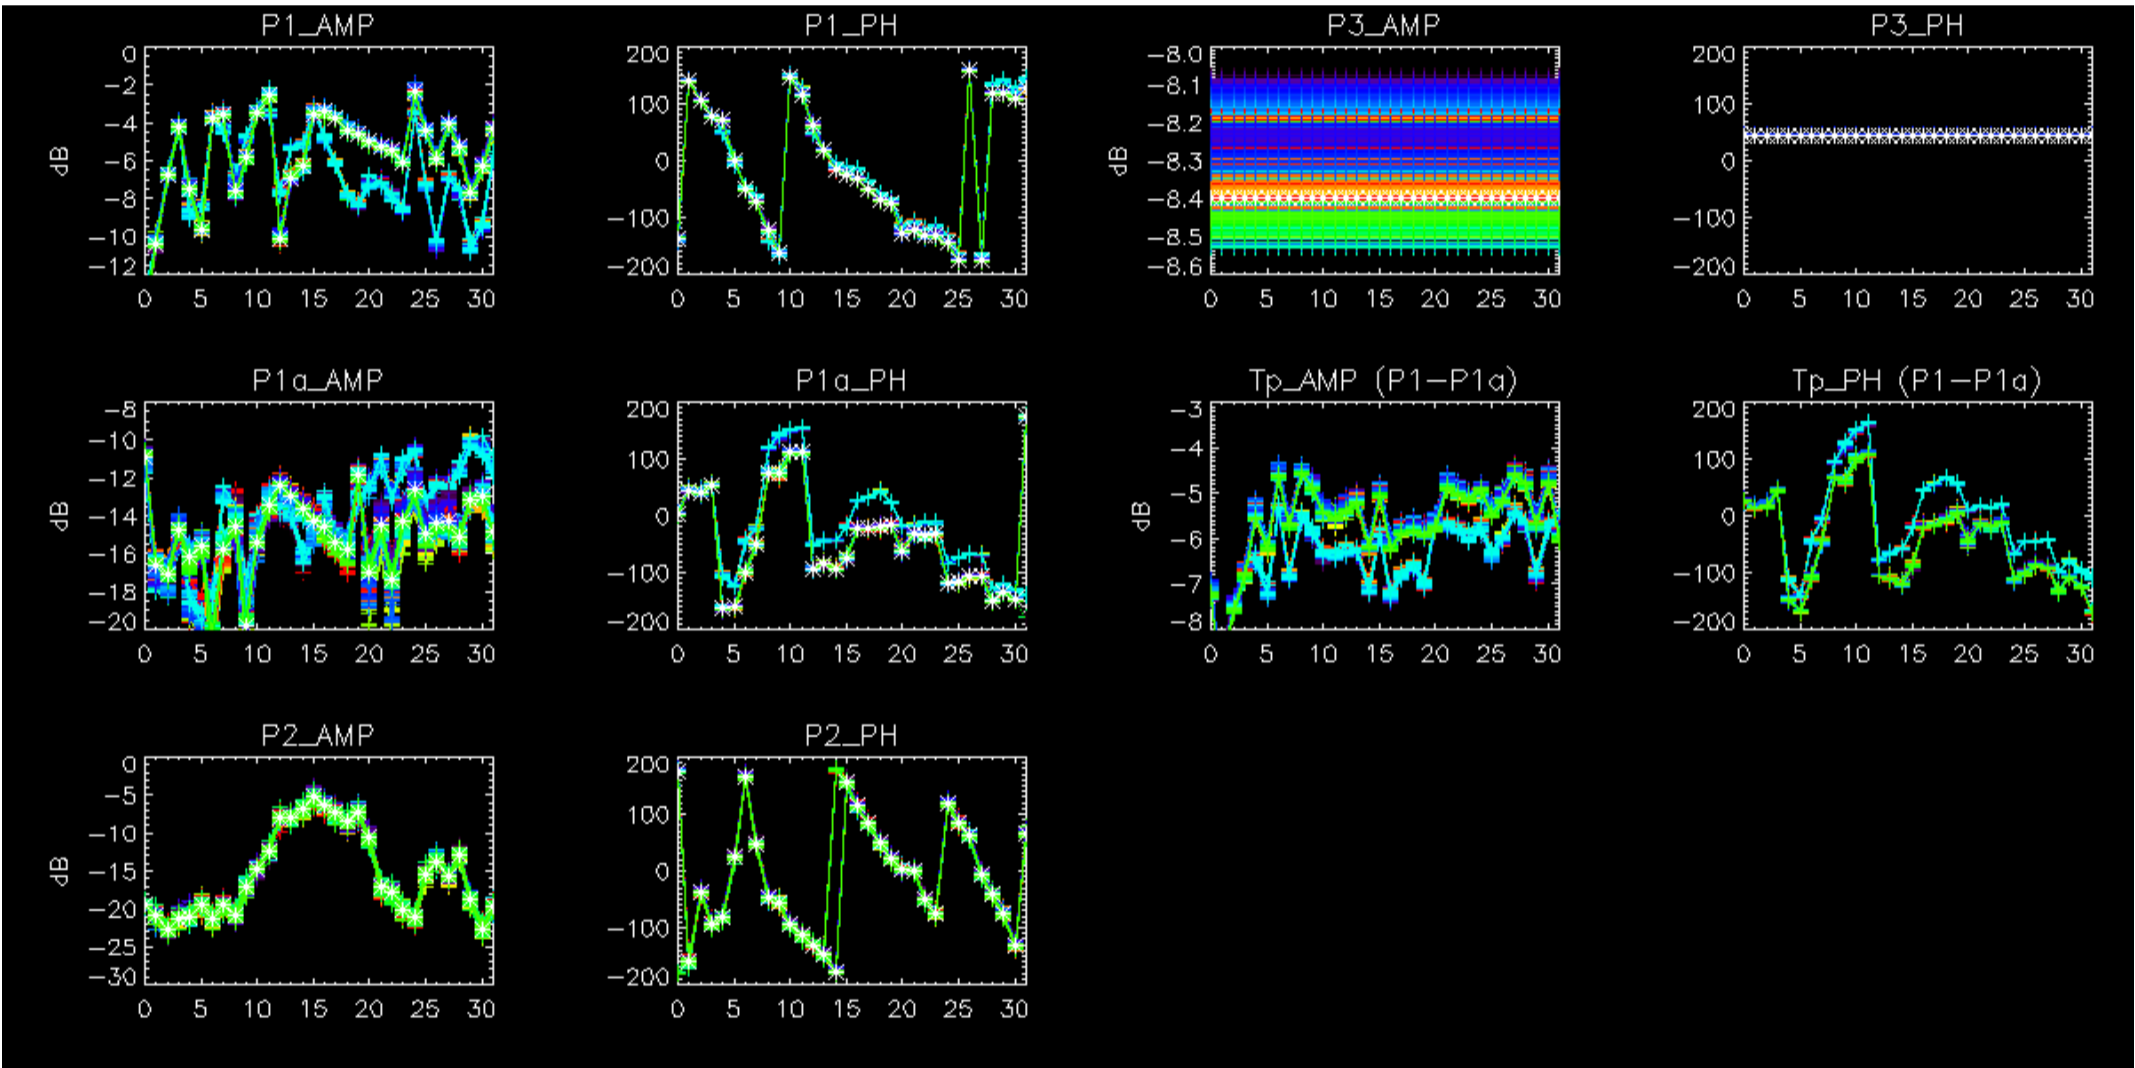 P1_AMP
P1_PH
P3_AMP
P3_PH
0
−2
−4
−6
−8
−10
−12
dB
0 5 10 15 20 25 30
200
100
0
−100
−200
0 5 10 15 20 25 30
−8.0
−8.1
−8.2
−8.3
−8.4
−8.5
−8.6
dB
0 5 10 15 20 25 30
200
100
0
−100
−200
0 5 10 15 20 25 30
P1a_AMP
P1a_PH
Tp_AMP (P1−P1a)
Tp_PH (P1−P1a)
−8
−10
−12
−14
−16
−18
−20
dB
0 5 10 15 20 25 30
200
100
0
−100
−200
0 5 10 15 20 25 30
−3
−4
−5
−6
−7
−8
dB
0 5 10 15 20 25 30
200
100
0
−100
−200
0 5 10 15 20 25 30
P2_AMP
P2_PH
0
−5
−10
−15
−20
−25
−30
dB
0 5 10 15 20 25 30
200
100
0
−100
−200
0 5 10 15 20 25 30